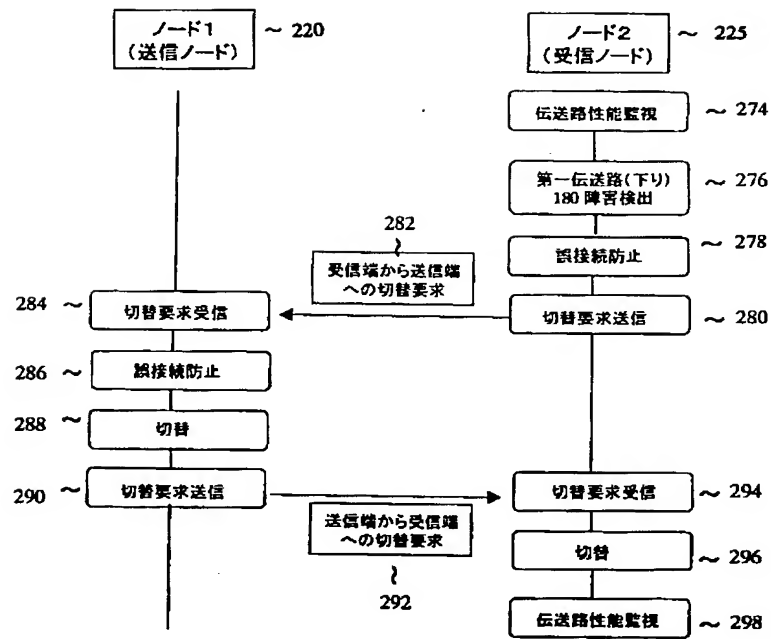 ノード1
(送信ノード)
~ 220
ノード2
(受信ノード)
~ 225
伝送路性能監視
~ 274
第一伝送路(下り)
180 障害検出
~ 276
誤接続防止
~ 278
282
~
受信端から送信端
への切替要求
284 ~
切替要求受信
切替要求送信
~ 280
286 ~
誤接続防止
288 ~
切替
290 ~
切替要求送信
切替要求受信
~ 294
送信端から受信端
への切替要求
~
292
切替
~ 296
伝送路性能監視
~ 298